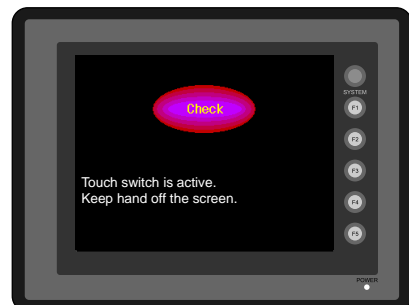 Check
SYSTEM
F1
F2
F3
Touch switch is active.
Keep hand off the screen.
F4
F5
POWER